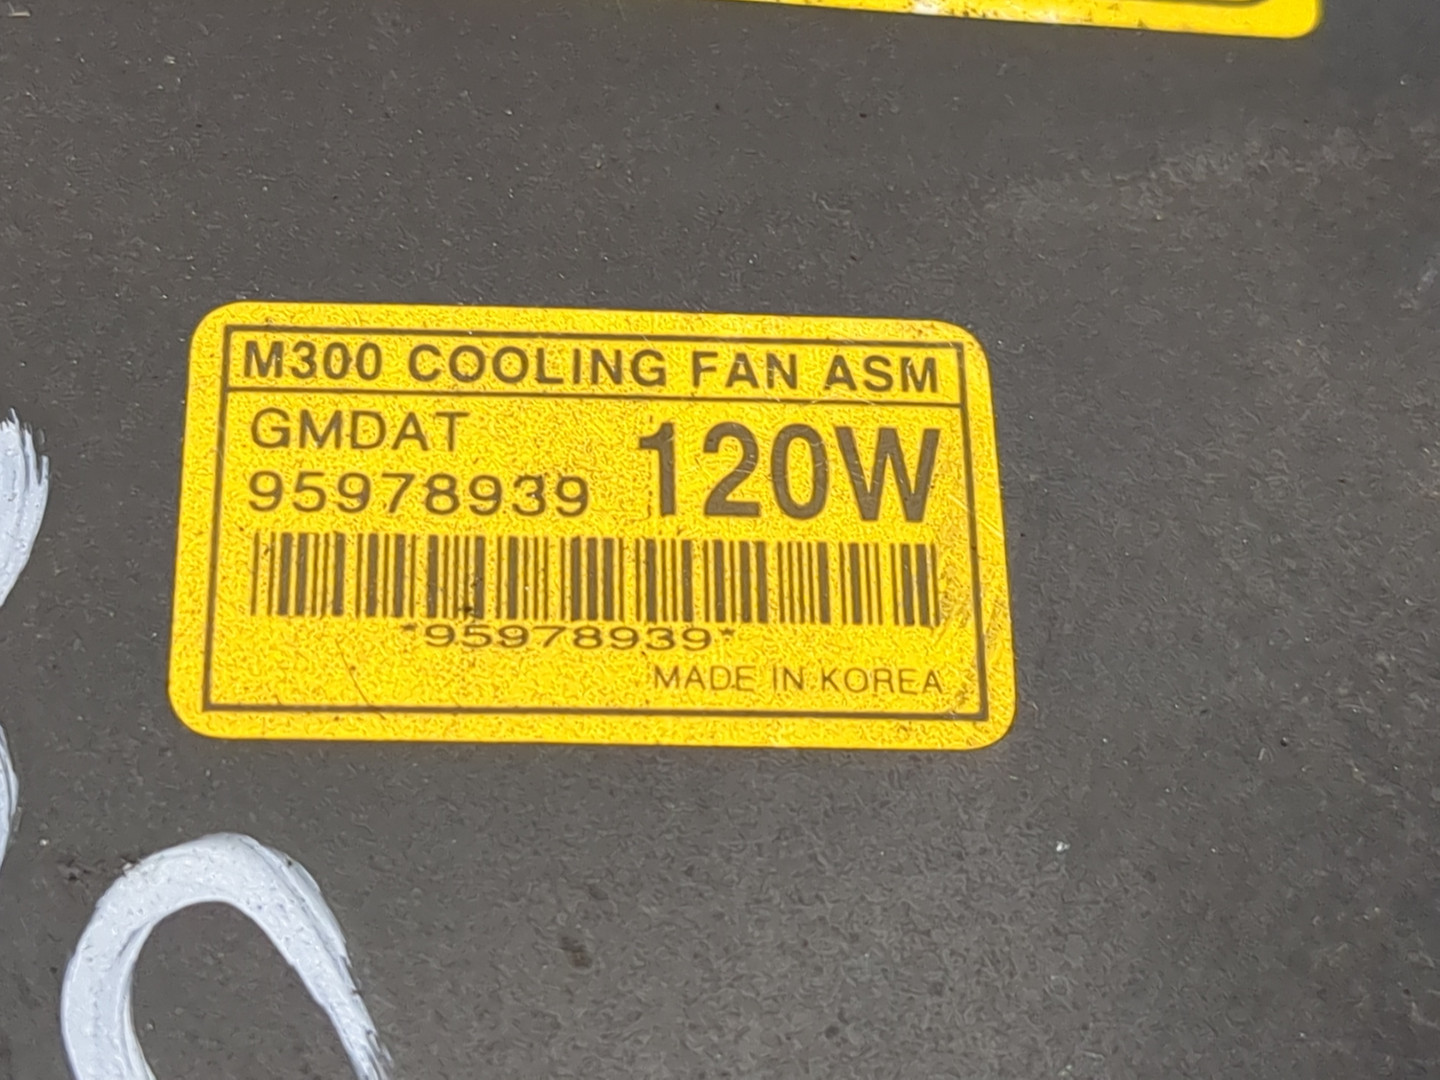 M300 COOLING FAN ASM
GMDAT
95978939
120W
*95978939*
MADE IN KOREA